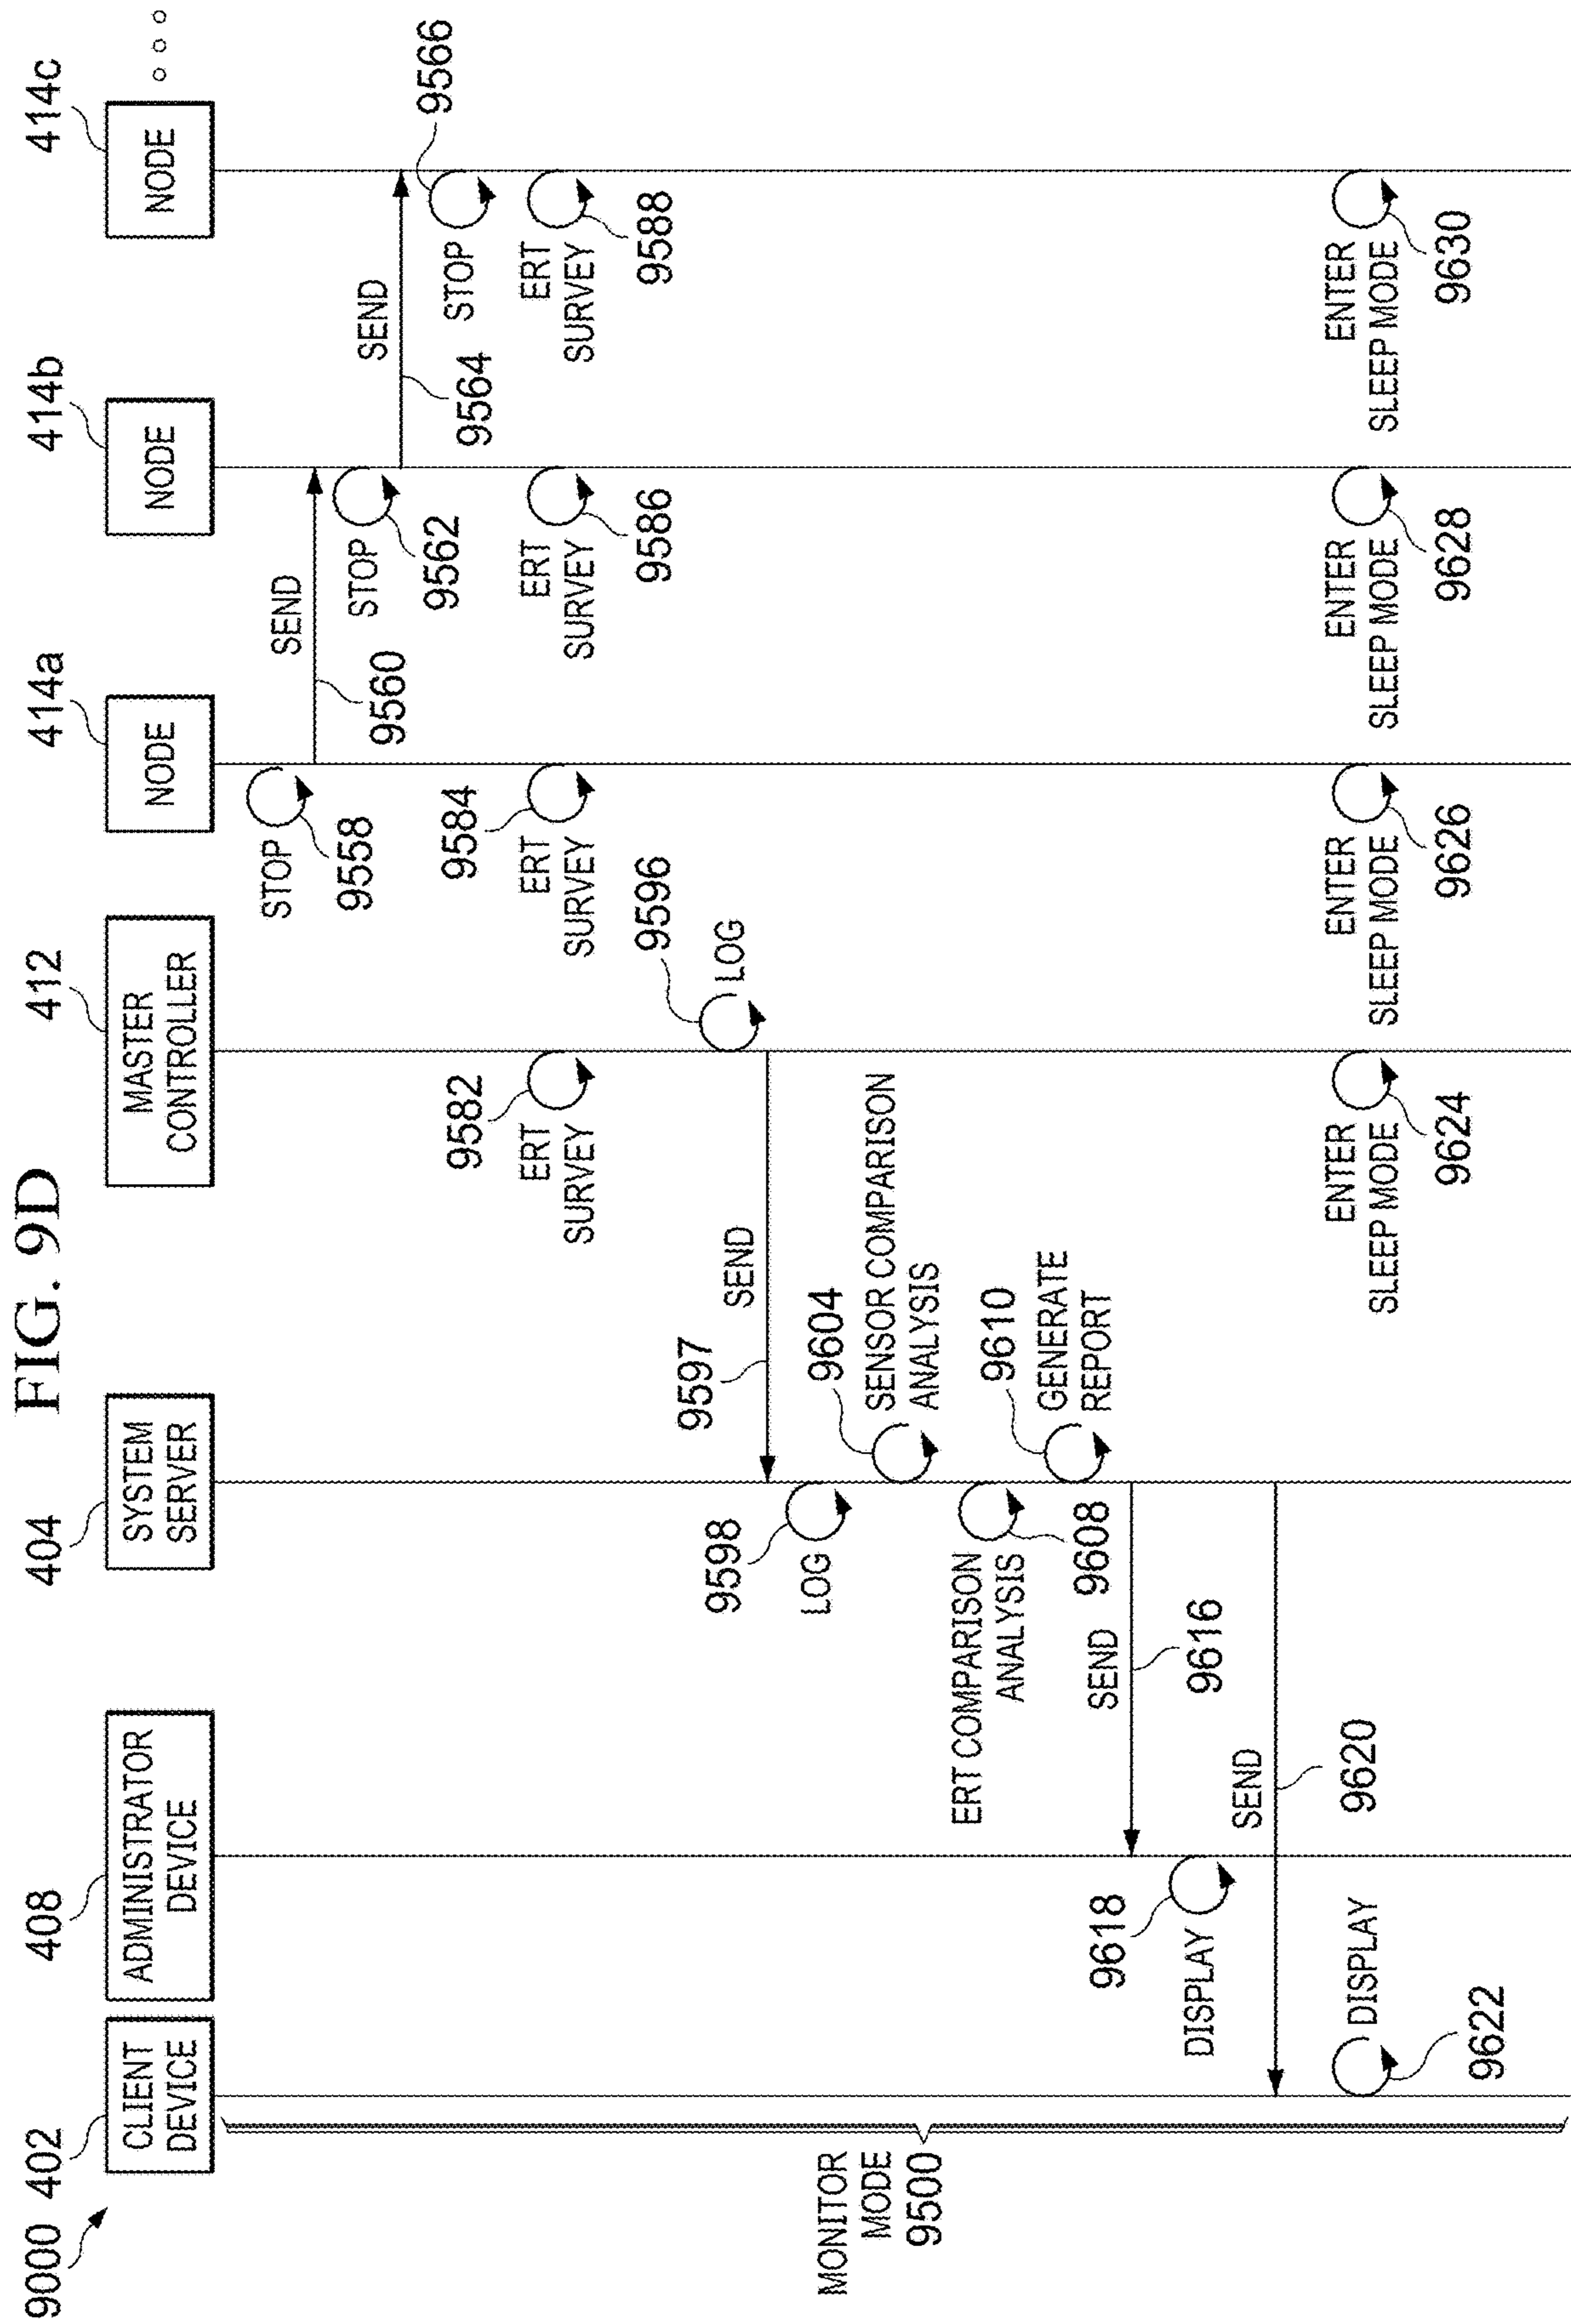 FIG. 9D
9000
402
CLIENT
DEVICE
408
ADMINISTRATOR
DEVICE
404
SYSTEM
SERVER
412
MASTER
CONTROLLER
414a
NODE
414b
NODE
414c
NODE
STOP
9558
SEND
9560
STOP
9562
SEND
9564
STOP
9566
9582
ERT
SURVEY
9584
ERT
SURVEY
ERT
SURVEY
9586
ERT
SURVEY
9588
9596
LOG
9597
SEND
9598
LOG
9604
SENSOR COMPARISON
ANALYSIS
ERT COMPARISON
ANALYSIS
9608
9610
GENERATE
REPORT
SEND
9616
9618
DISPLAY
SEND
9620
DISPLAY
9622
ENTER
SLEEP MODE
9624
ENTER
SLEEP MODE
9626
ENTER
SLEEP MODE
9628
ENTER
SLEEP MODE
9630
MONITOR
MODE
9500